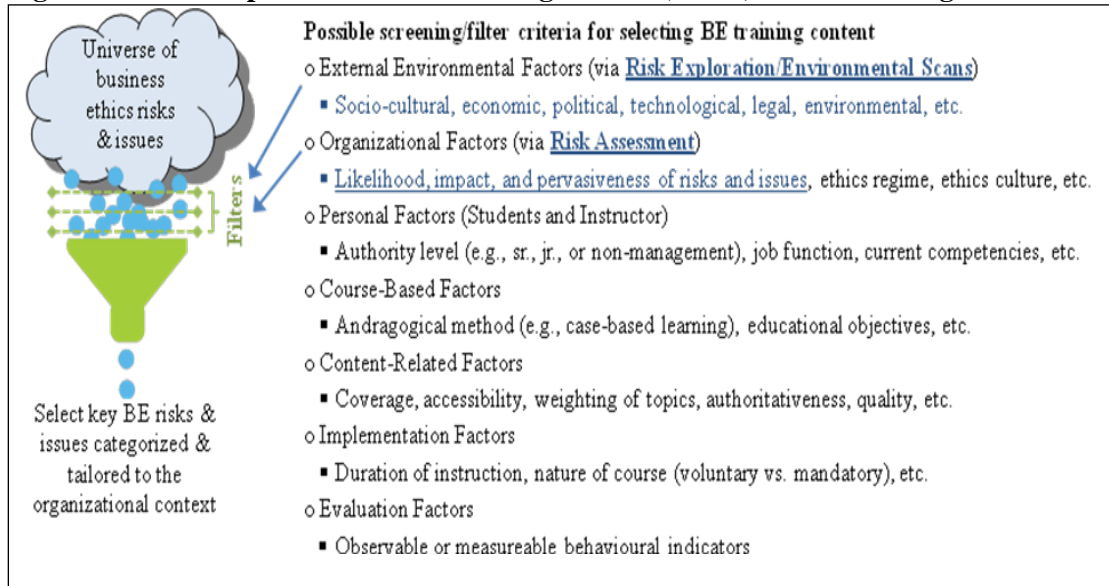 Universe of
business
ethics risks
& issues
Filters
Select key BE risks &
issues categorized &
tailored to the
organizational context
Possible screening/filter criteria for selecting BE training content
o External Environmental Factors (via Risk Exploration/Environmental Scans)
▪ Socio-cultural, economic, political, technological, legal, environmental, etc.
o Organizational Factors (via Risk Assessment)
▪ Likelihood, impact, and pervasiveness of risks and issues, ethics regime, ethics culture, etc.
o Personal Factors (Students and Instructor)
▪ Authority level (e.g., sr., jr., or non-management), job function, current competencies, etc.
o Course-Based Factors
▪ Andragogical method (e.g., case-based learning), educational objectives, etc.
o Content-Related Factors
▪ Coverage, accessibility, weighting of topics, authoritativeness, quality, etc.
o Implementation Factors
▪ Duration of instruction, nature of course (voluntary vs. mandatory), etc.
o Evaluation Factors
▪ Observable or measureable behavioural indicators